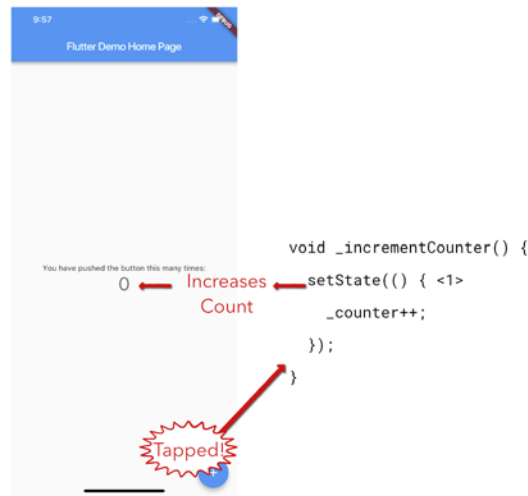 9:57
DEBUG
Flutter Demo Home Page
You have pushed the button this many times:
0
Increases
Count
void _incrementCounter() {
setState(() { <1>
_counter++;
});
}
Tapped!
+